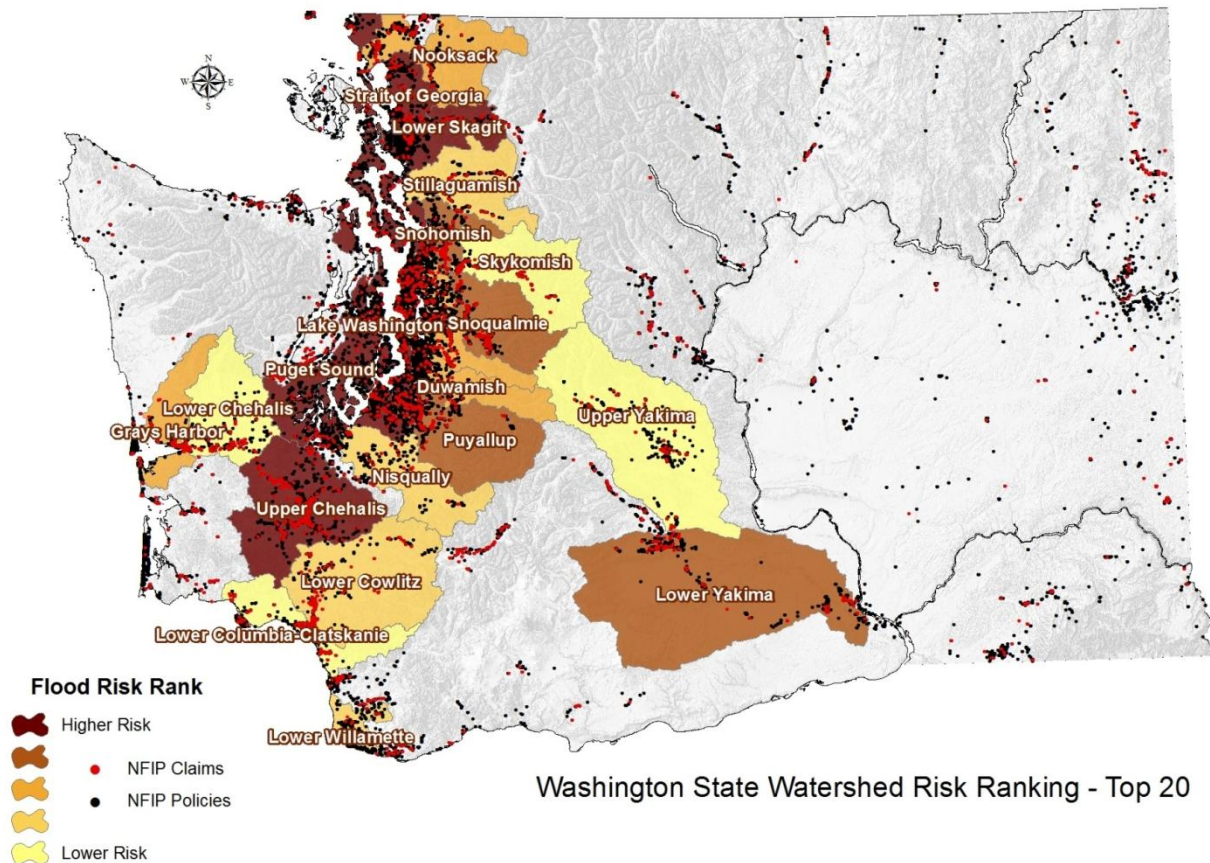 N
W E
S
Nooksack
Strait of Georgia
Lower Skagit
Stillaguamish
Snohomish
Skykomish
Lake Washington
Snoqualmie
Puget Sound
Duwamish
Lower Chehalis
Upper Yakima
Grays Harbor
Puyallup
Nisqually
Upper Chehalis
Lower Cowlitz
Lower Yakima
Lower Columbia-Clatskanie
Lower Willamette
Flood Risk Rank
Higher Risk
NFIP Claims
NFIP Policies
Lower Risk
Washington State Watershed Risk Ranking - Top 20